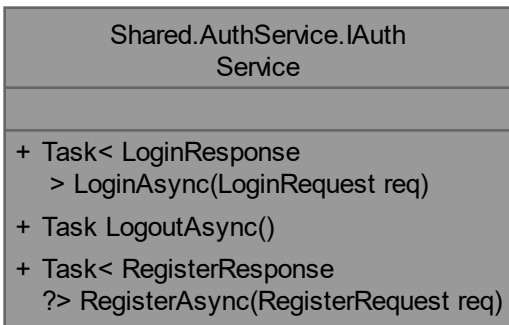 Shared.AuthService.IAuth
Service
+ Task< LoginResponse
> LoginAsync(LoginRequest req)
+ Task LogoutAsync()
+ Task< RegisterResponse
?> RegisterAsync(RegisterRequest req)